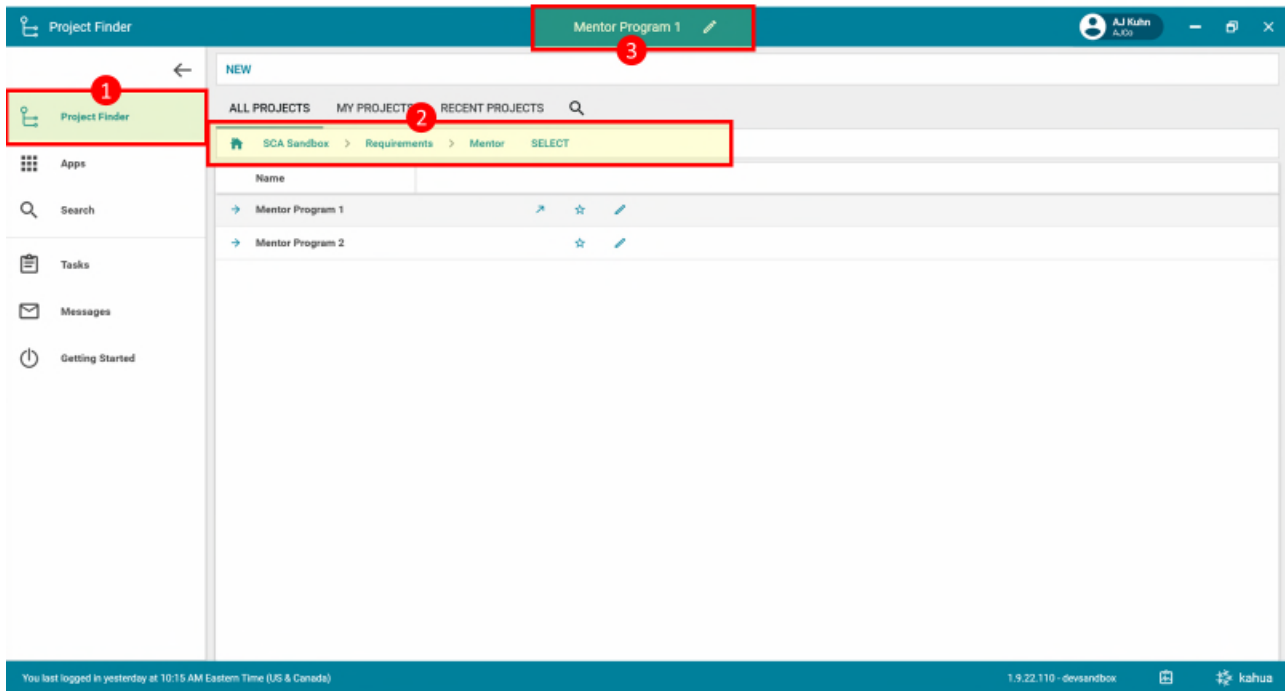 Project Finder
Mentor Program 1
AJ Kuhn
AJCo
3
NEW
1
Project Finder
ALL PROJECTS MY PROJECTS RECENT PROJECTS
2
SCA Sandbox > Requirements > Mentor SELECT
Apps
Name
Search
Mentor Program 1
Mentor Program 2
Tasks
Messages
Getting Started
You last logged in yesterday at 10:15 AM Eastern Time (US & Canada)
1.9.22.110 - devsandbox
kahua